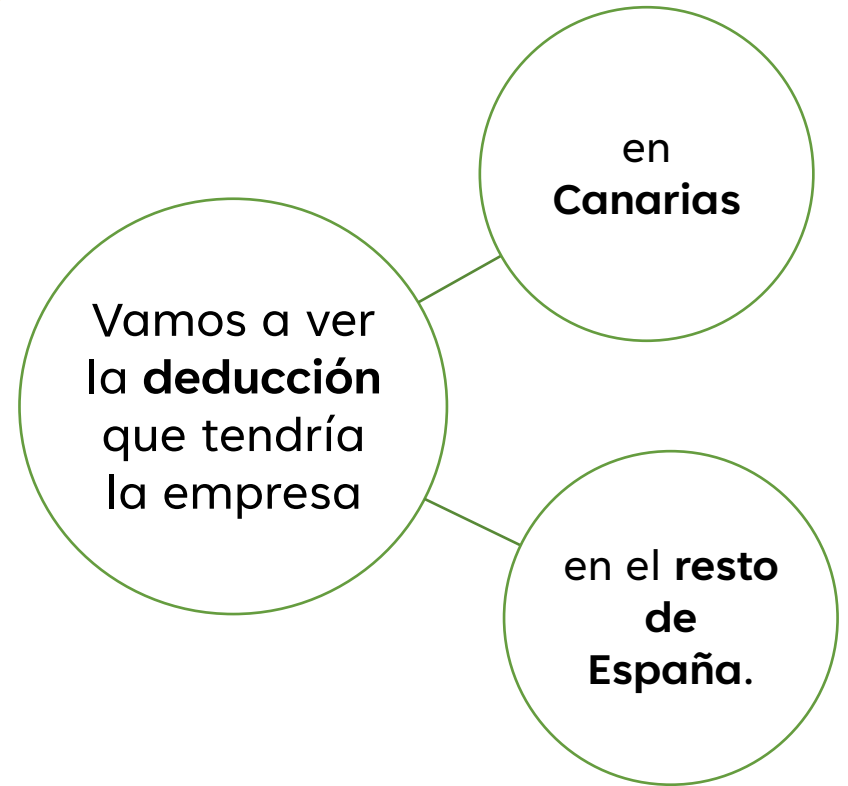 Vamos a ver
la deducción
que tendría
la empresa
en
Canarias
en el resto
de
España.